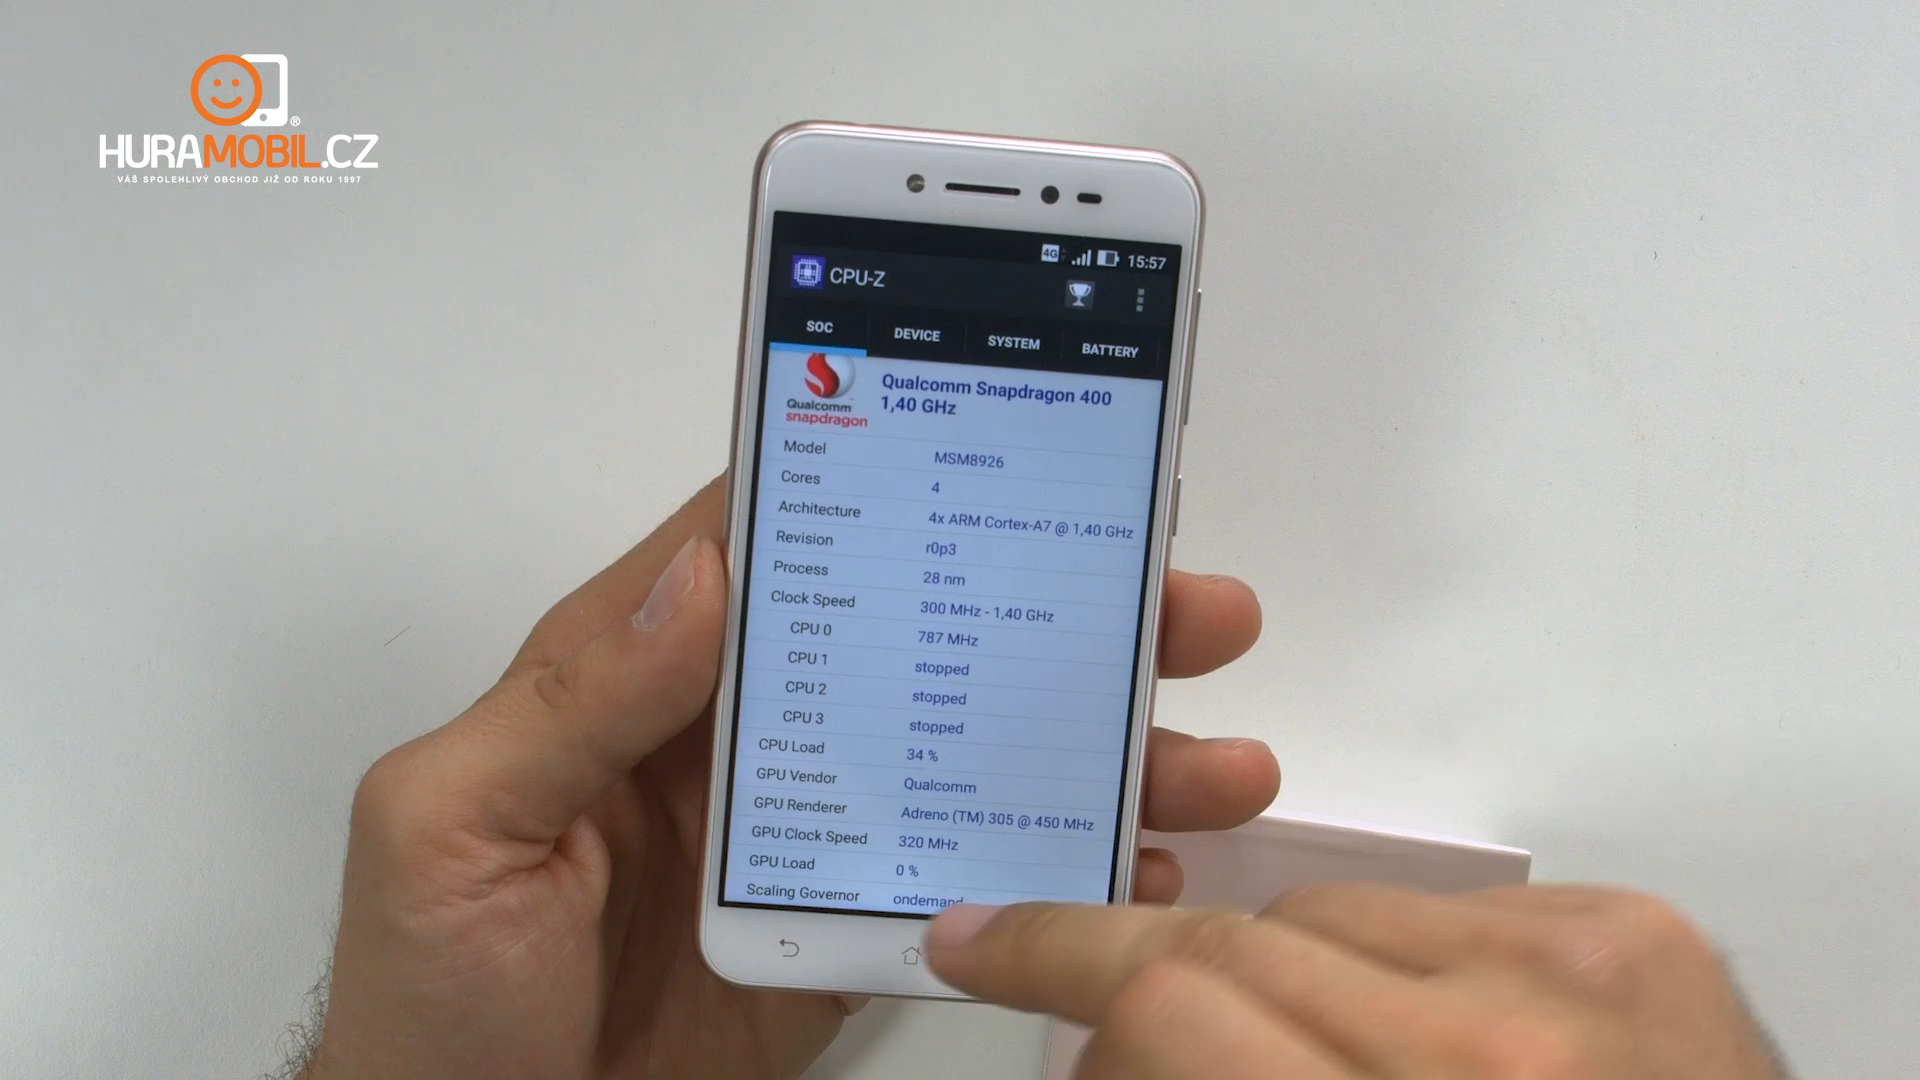 HURAMOBIL.CZ
®
VÁŠ SPOLEHLIVÝ OBCHOD JIŽ OD ROKU 1997
4G 15:57
CPU-Z
SOC DEVICE SYSTEM BATTERY
Qualcomm snapdragon
Qualcomm Snapdragon 400
1,40 GHz
Model MSM8926
Cores 4
Architecture 4x ARM Cortex-A7 @ 1,40 GHz
Revision r0p3
Process 28 nm
Clock Speed 300 MHz - 1,40 GHz
CPU 0 787 MHz
CPU 1 stopped
CPU 2 stopped
CPU 3 stopped
CPU Load 34 %
GPU Vendor Qualcomm
GPU Renderer Adreno (TM) 305 @ 450 MHz
GPU Clock Speed 320 MHz
GPU Load 0 %
Scaling Governor ondemand